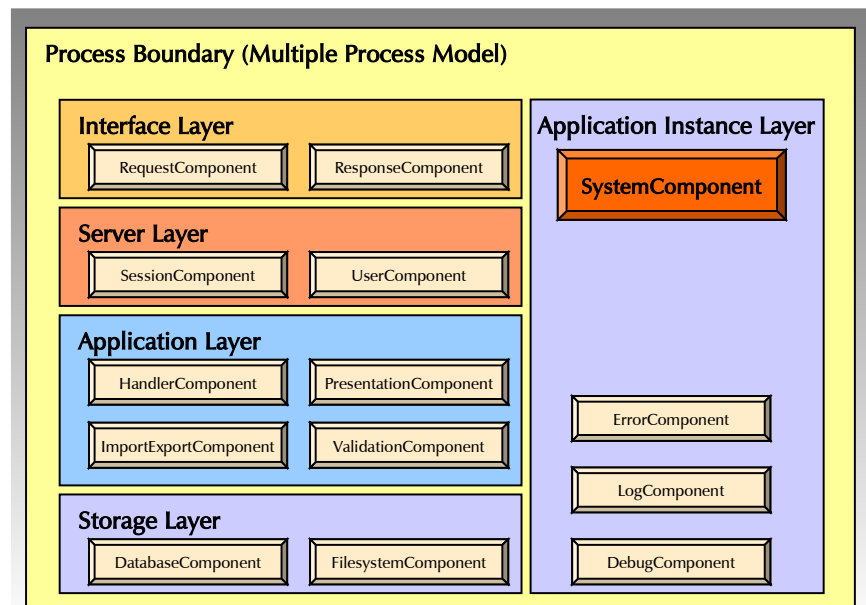 Process Boundary (Multiple Process Model)
Interface Layer
RequestComponent
ResponseComponent
Server Layer
SessionComponent
UserComponent
Application Layer
HandlerComponent
PresentationComponent
ImportExportComponent
ValidationComponent
Storage Layer
DatabaseComponent
FilesystemComponent
Application Instance Layer
SystemComponent
ErrorComponent
LogComponent
DebugComponent